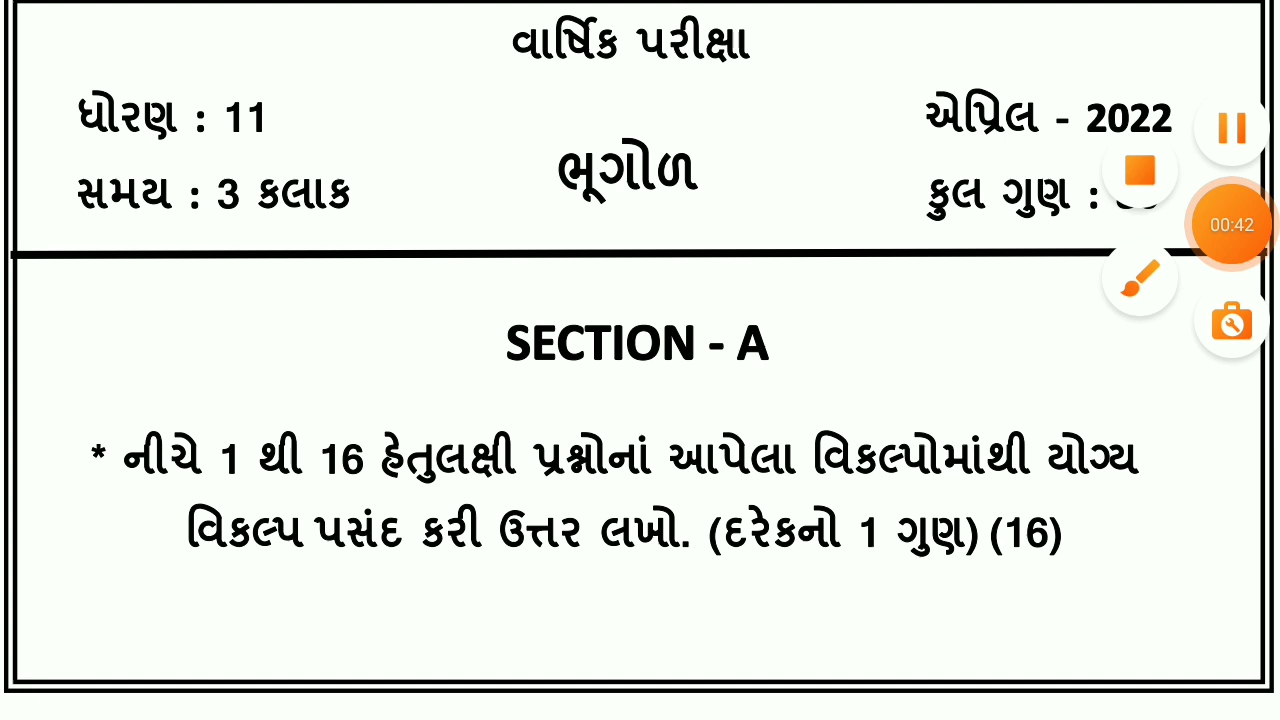 વાર્ષિક પરીક્ષા
ધોરણ : 11
એપ્રિલ - 2022
ભૂગોળ
સમય : 3 કલાક
કુલ ગુણ :
00:42
SECTION - A
* નીચે 1 થી 16 હેતુલક્ષી પ્રશ્નોનાં આપેલા વિકલ્પોમાંથી યોગ્ય
વિકલ્પ પસંદ કરી ઉત્તર લખો. (દરેકનો 1 ગુણ) (16)